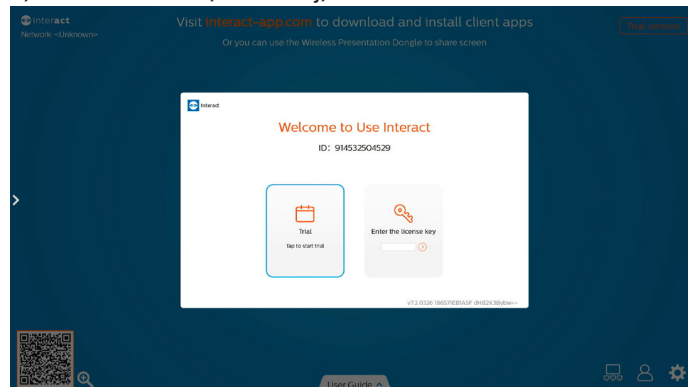 interact
Network: <Unknown>
Visit interact-app.com to download and install client apps
Or you can use the Wireless Presentation Dongle to share screen
Trial version
interact
Welcome to Use Interact
ID: 914532504529
Trial
Tap to start trial
Enter the license key
User Guide